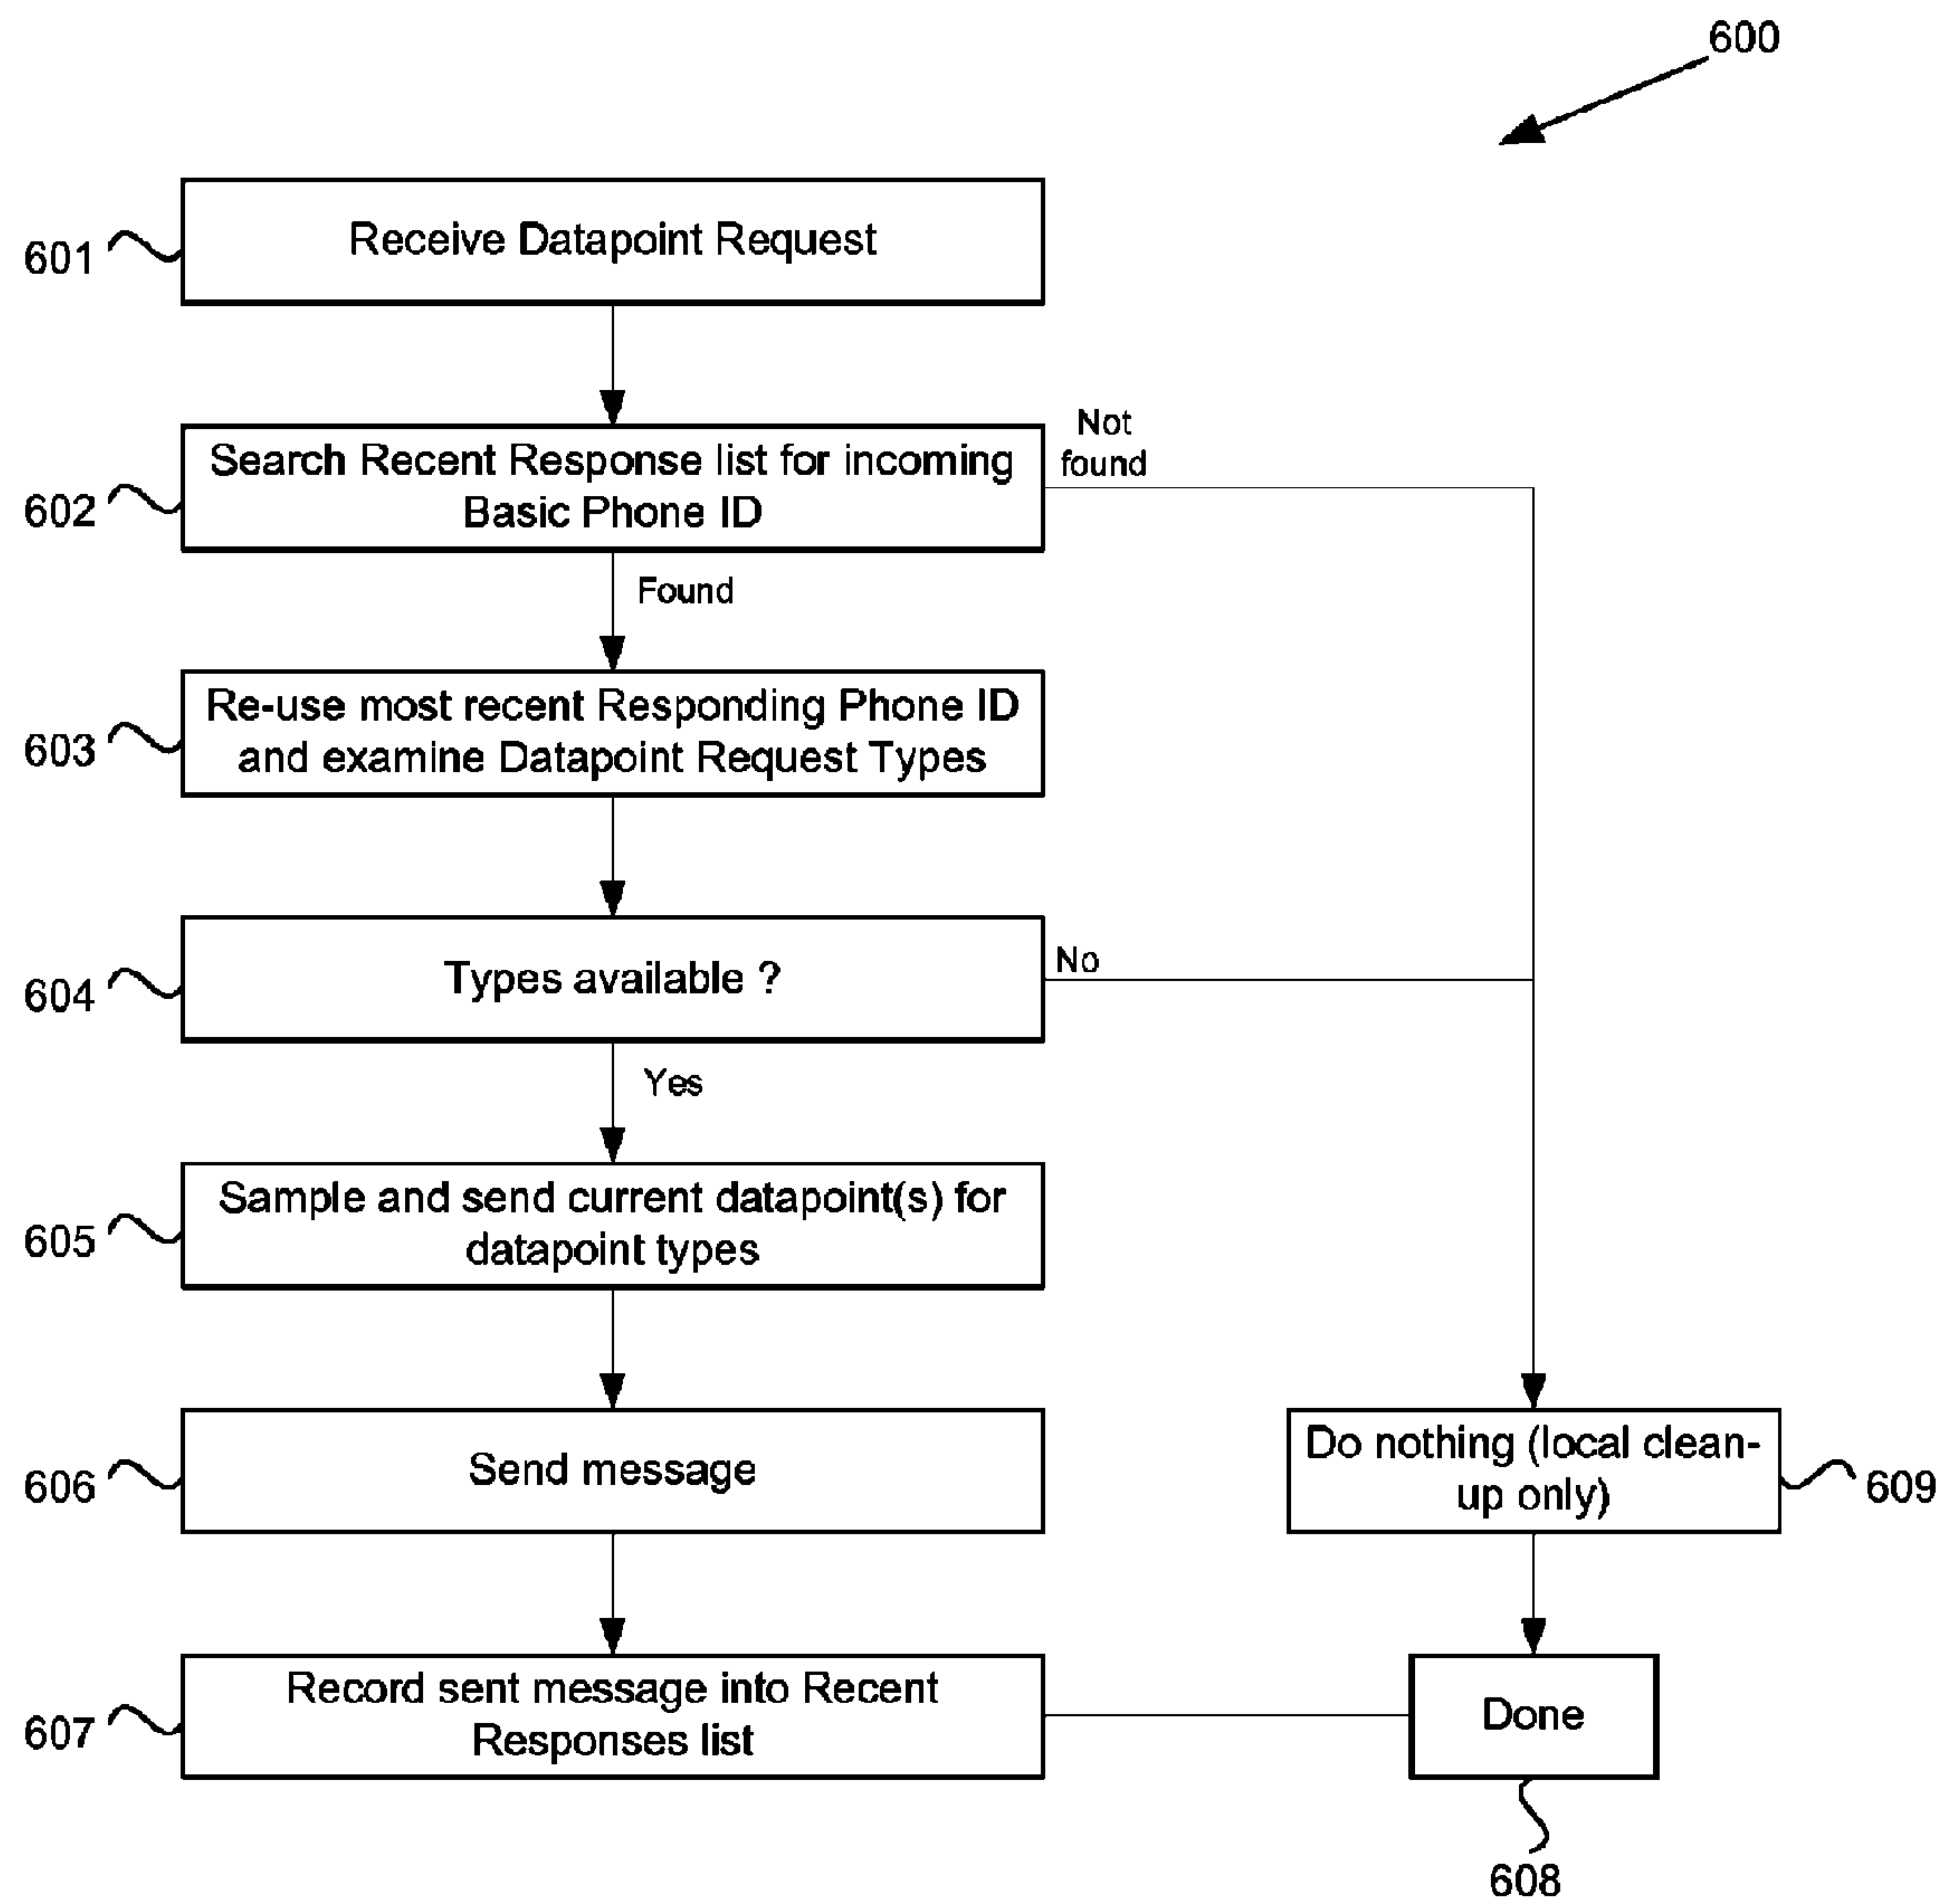 600
601
Receive Datapoint Request
602
Search Recent Response list for incoming
Basic Phone ID
Not
found
Found
603
Re-use most recent Responding Phone ID
and examine Datapoint Request Types
604
Types available ?
No
Yes
605
Sample and send current datapoint(s) for
datapoint types
606
Send message
Do nothing (local clean-
up only)
609
607
Record sent message into Recent
Responses list
Done
608